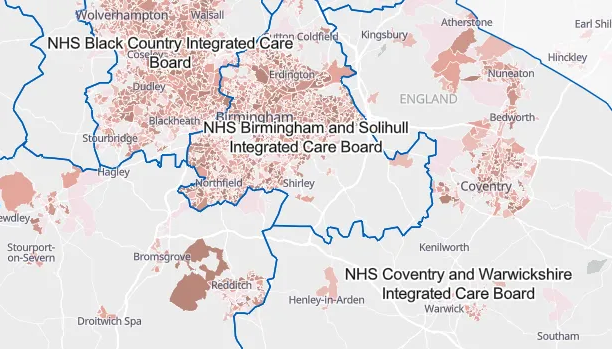 Wolverhampton
Walsall
Atherstone
Earl Shil
Sutton Coldfield
Kingsbury
NHS Black Country Integrated Care
Board
Coseley
Hinckley
Erdington
Nuneaton
Dudley
ENGLAND
Blackheath
Birmingham
Bedworth
NHS Birmingham and Solihull
Integrated Care Board
Stourbridge
Hagley
Northfield
Shirley
Coventry
ewdley
Stourport-
on-Severn
Bromsgrove
Kenilworth
NHS Coventry and Warwickshire
Integrated Care Board
Redditch
Henley-in-Arden
Warwick
Droitwich Spa
Southam